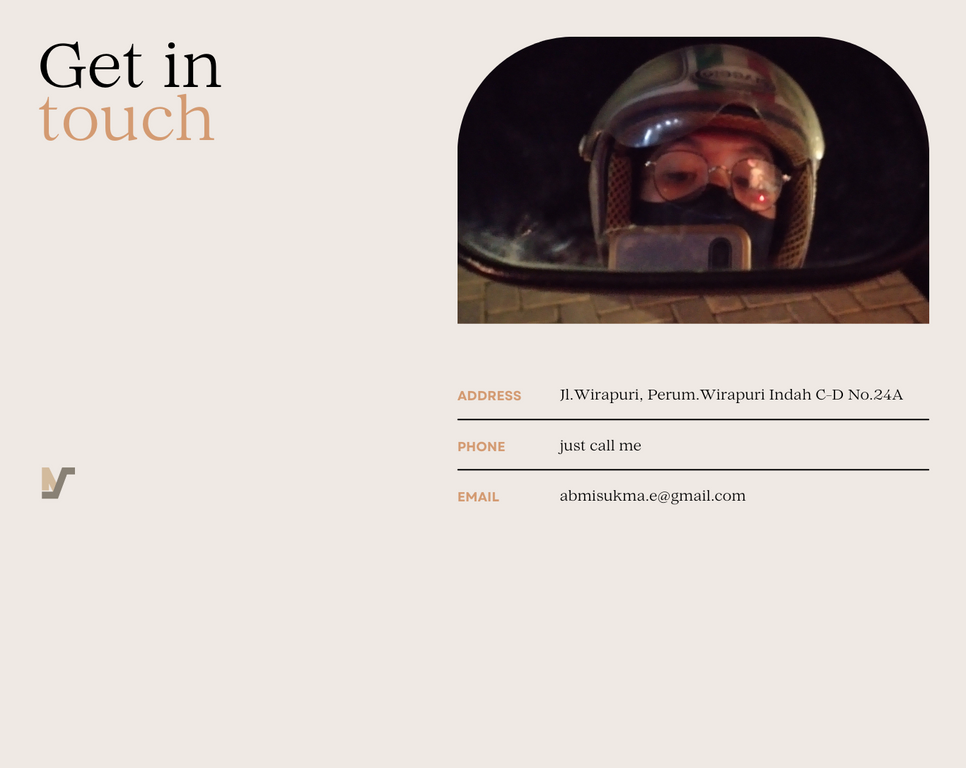 Get in
touch
ADDRESS Jl.Wirapuri, Perum.Wirapuri Indah C-D No.24A
PHONE just call me
EMAIL abmisukma.e@gmail.com